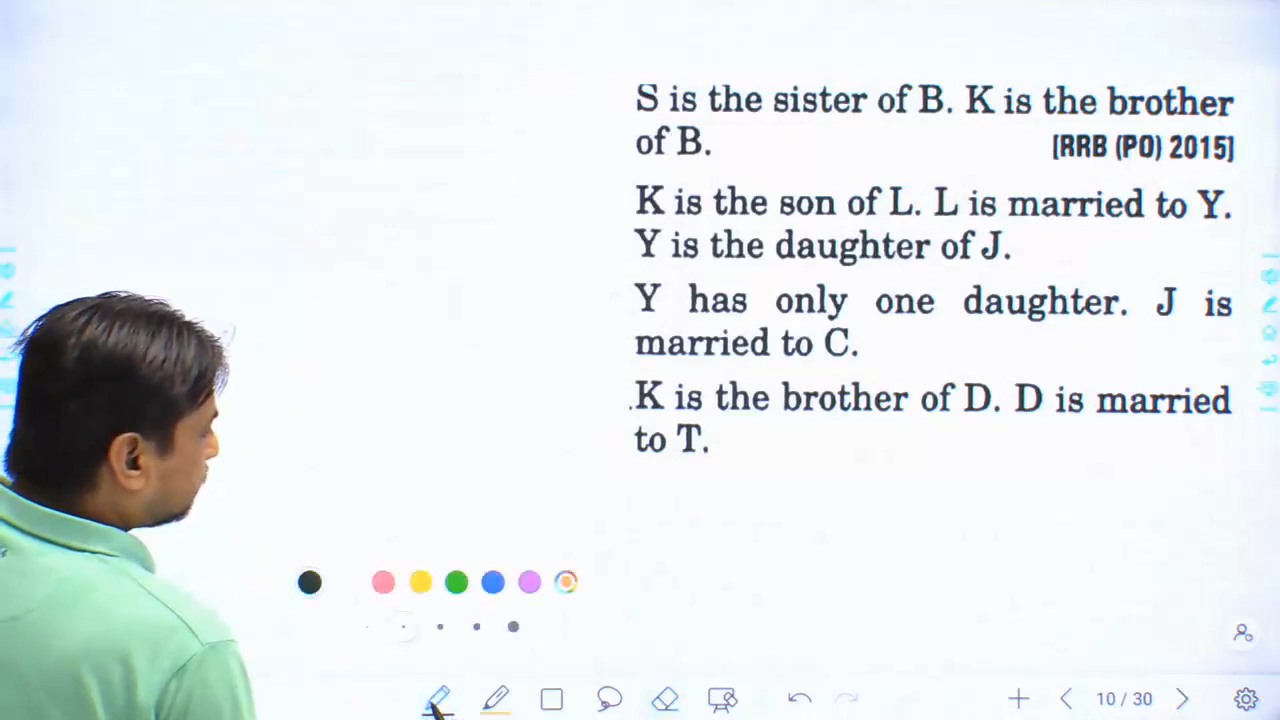 S is the sister of B. K is the brother
of B. [RRB (PO) 2015]
K is the son of L. L is married to Y.
Y is the daughter of J.
Y has only one daughter. J is
married to C.
.K is the brother of D. D is married
to T.
10 / 30